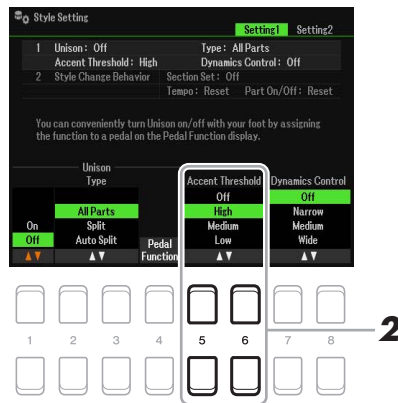 Style Setting
Setting1 Setting2
1 Unison : Off Type : All Parts
Accent Threshold : High Dynamics Control : Off
2 Style Change Behavior Section Set : Off
Tempo : Reset Part On/Off : Reset
You can conveniently turn Unison on/off with your foot by assigning
the function to a pedal on the Pedal Function display.
Unison
Type Accent Threshold Dynamics Control
Off Off
All Parts High Narrow
On Split Medium Medium
Off Auto Split Pedal Low Wide
▲▼ ▲▼ Function ▲▼ ▲▼
1 2 3 4 5 6 7 8
2